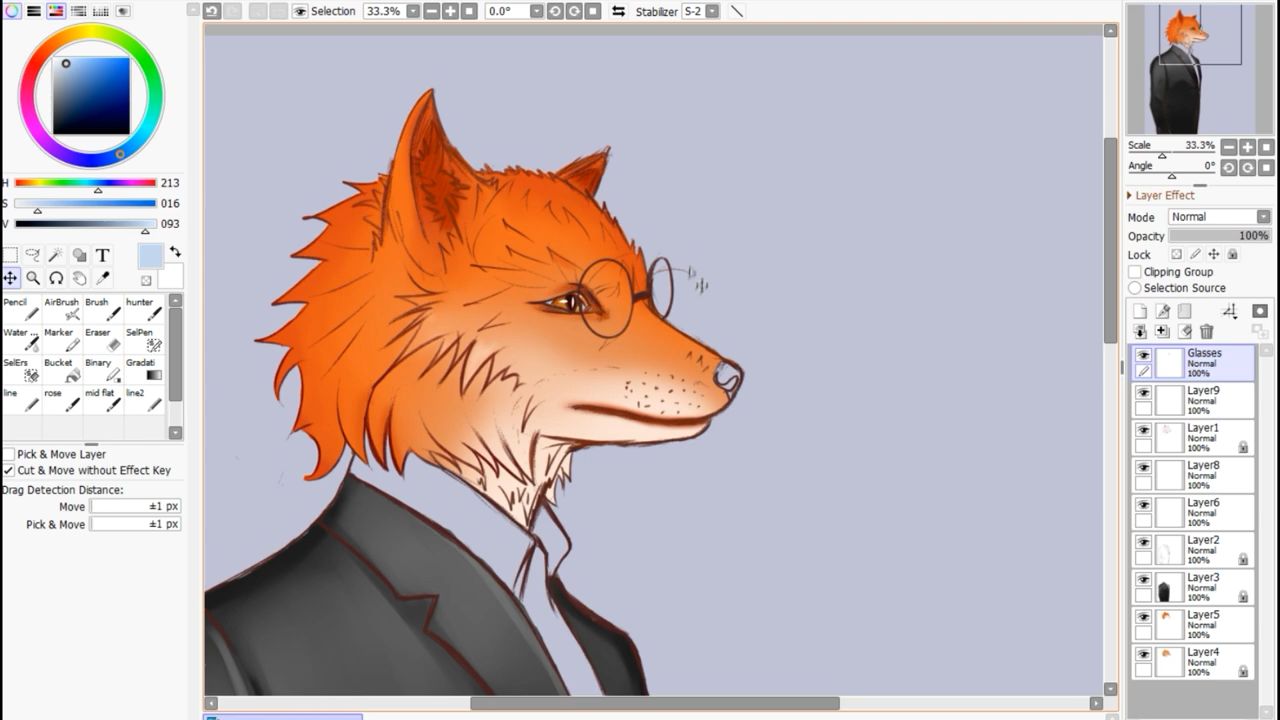 Selection 33.3% 0.0° Stabilizer S-2
H 213
S 016
V 093
T
Pencil AirBrush Brush hunter
Water ... Marker Eraser SelPen
SelErs Bucket Binary Gradati
line rose mid flat line2
Pick & Move Layer
Cut & Move without Effect Key
Drag Detection Distance:
Move ±1 px
Pick & Move ±1 px
Scale 33.3%
Angle 0°
Layer Effect
Mode Normal
Opacity 100%
Lock
Clipping Group
Selection Source
Glasses
Normal
100%
Layer9
Normal
100%
Layer1
Normal
100%
Layer8
Normal
100%
Layer6
Normal
100%
Layer2
Normal
100%
Layer3
Normal
100%
Layer5
Normal
100%
Layer4
Normal
100%